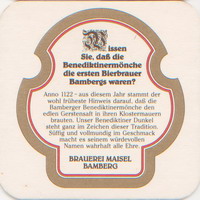 Wissen
Sie, daß die
Benediktinermönche
die ersten Bierbrauer
Bambergs waren?
Anno 1122 - aus diesem Jahr stammt der
wohl früheste Hinweis darauf, daß die
Bamberger Benediktinermönche den
edlen Gerstensaft in ihren Klostermauern
brauten. Unser Benediktiner Dunkel
steht ganz im Zeichen dieser Tradition.
Süffig und vollmundig im Geschmack
macht es seinem würdevollen
Namen wahrhaft alle Ehre.
BRAUEREI MAISEL
BAMBERG